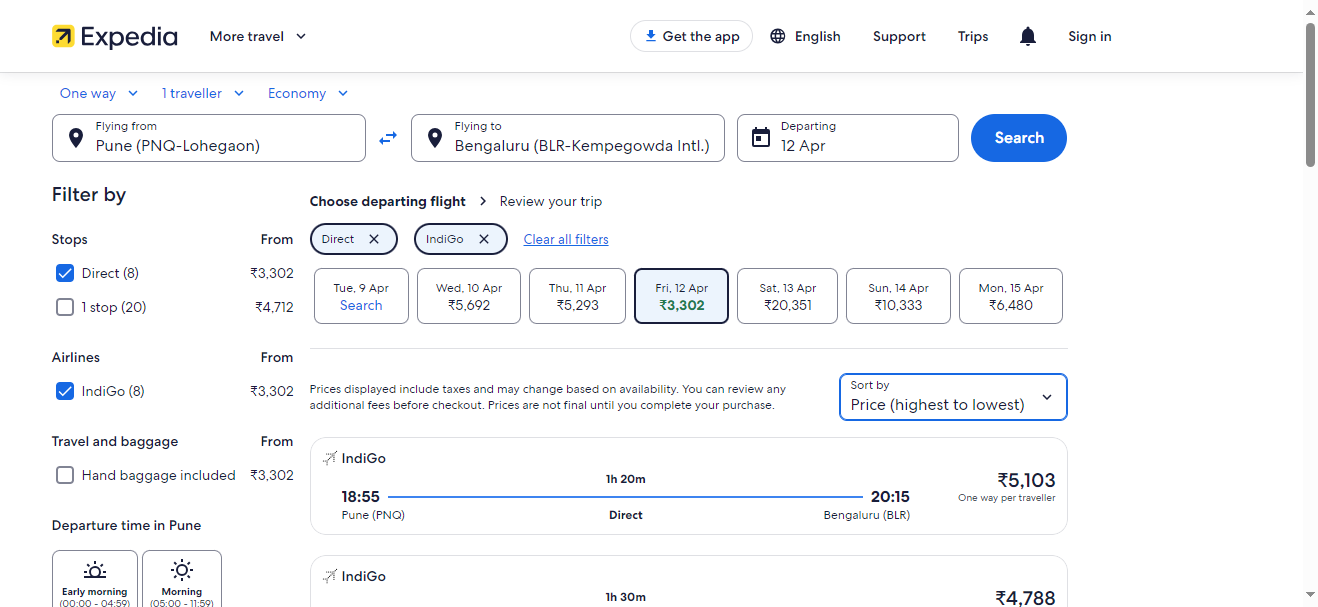 Expedia
More travel
Get the app
English
Support
Trips
Sign in
One way
1 traveller
Economy
Flying from
Pune (PNQ-Lohegaon)
Flying to
Bengaluru (BLR-Kempegowda Intl.)
Departing
12 Apr
Search
Filter by
Stops From
Direct (8) ₹3,302
1 stop (20) ₹4,712
Airlines From
IndiGo (8) ₹3,302
Travel and baggage From
Hand baggage included ₹3,302
Departure time in Pune
Early morning
(00:00 - 04:59)
Morning
(05:00 - 11:59)
Choose departing flight Review your trip
Direct
IndiGo
Clear all filters
Tue, 9 Apr
Search
Wed, 10 Apr
₹5,692
Thu, 11 Apr
₹5,293
Fri, 12 Apr
₹3,302
Sat, 13 Apr
₹20,351
Sun, 14 Apr
₹10,333
Mon, 15 Apr
₹6,480
Prices displayed include taxes and may change based on availability. You can review any
additional fees before checkout. Prices are not final until you complete your purchase.
Sort by
Price (highest to lowest)
IndiGo
1h 20m
18:55 20:15
Pune (PNQ) Direct Bengaluru (BLR)
₹5,103
One way per traveller
IndiGo
1h 30m
₹4,788